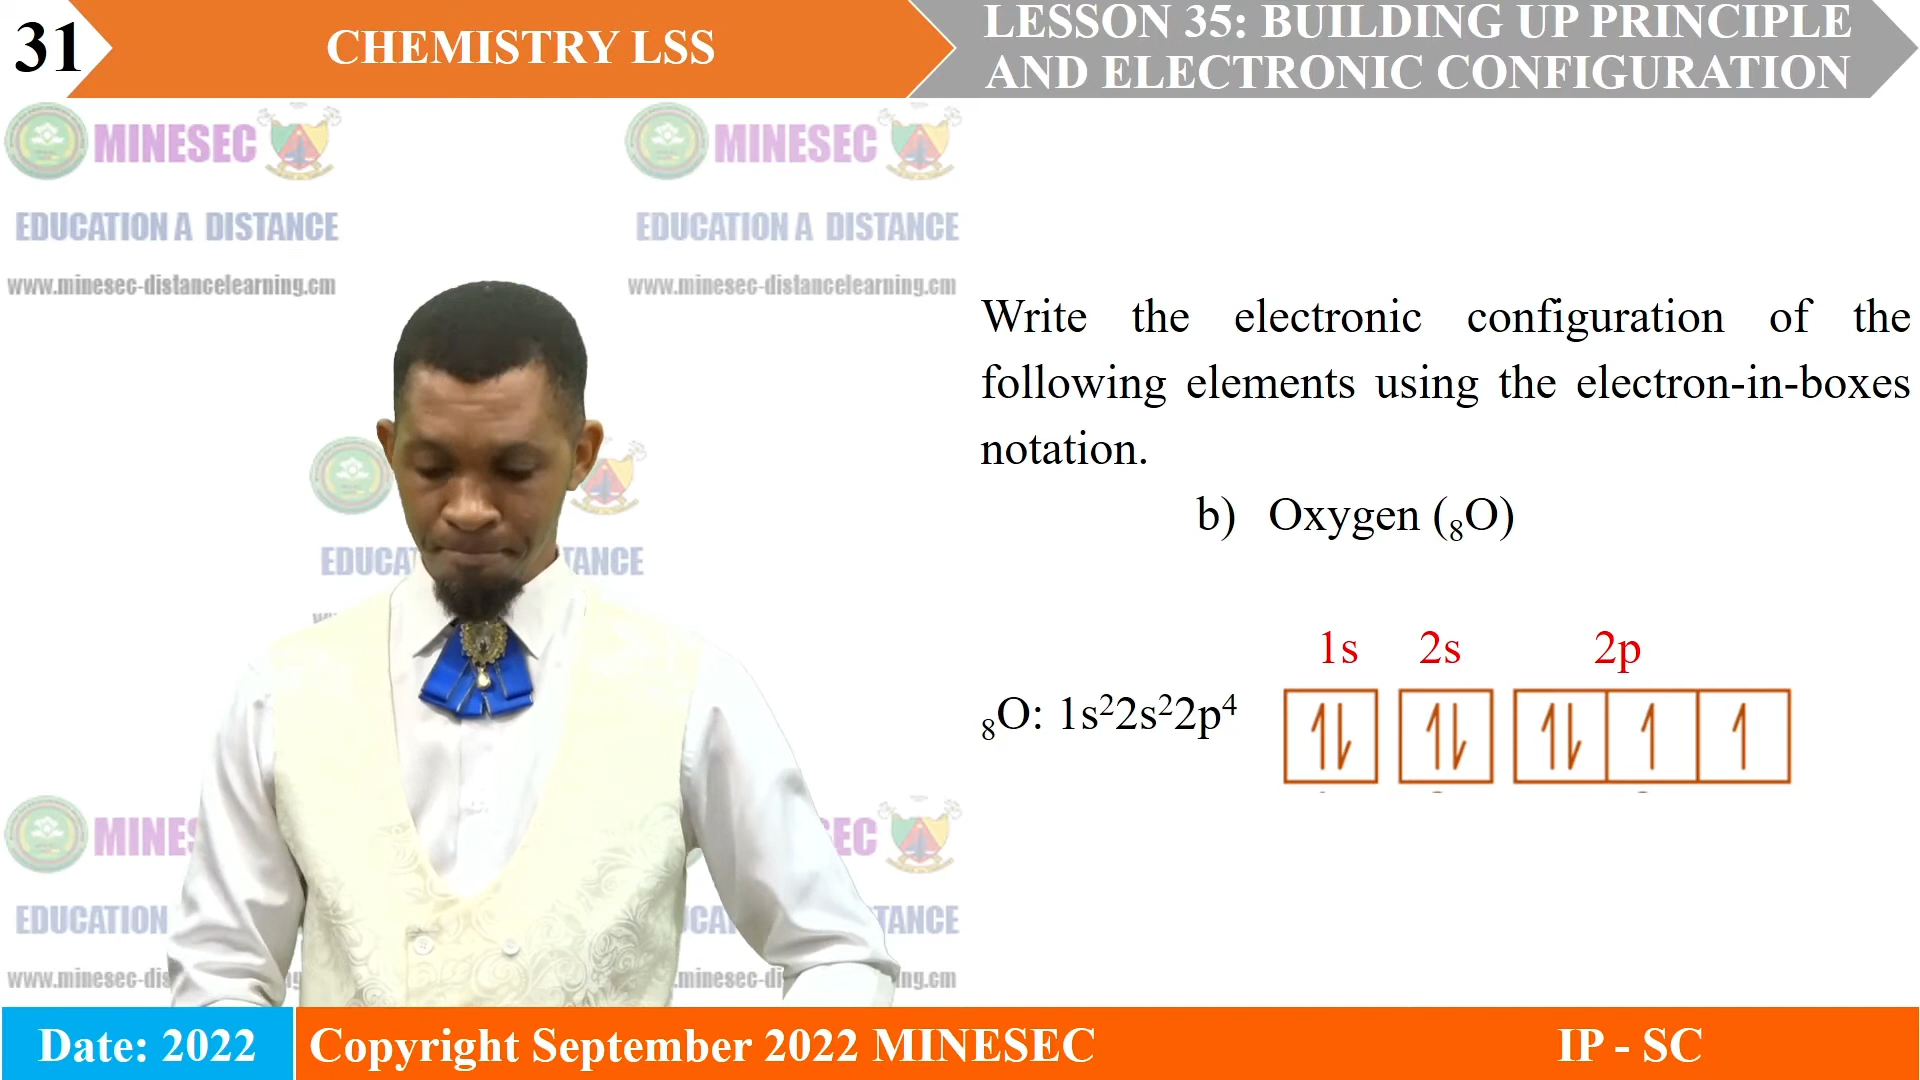 31
CHEMISTRY LSS
LESSON 35: BUILDING UP PRINCIPLE
AND ELECTRONIC CONFIGURATION
MINESEC
MINESEC
EDUCATION A DISTANCE
EDUCATION A DISTANCE
www.minesec-distancelearning.cm
www.minesec-distancelearning.cm
Write the electronic configuration of the
following elements using the electron-in-boxes
notation.
b) Oxygen (₈O)
1s 2s 2p
₈O: 1s²2s²2p⁴
EDUCATION
Date: 2022
Copyright September 2022 MINESEC
IP - SC